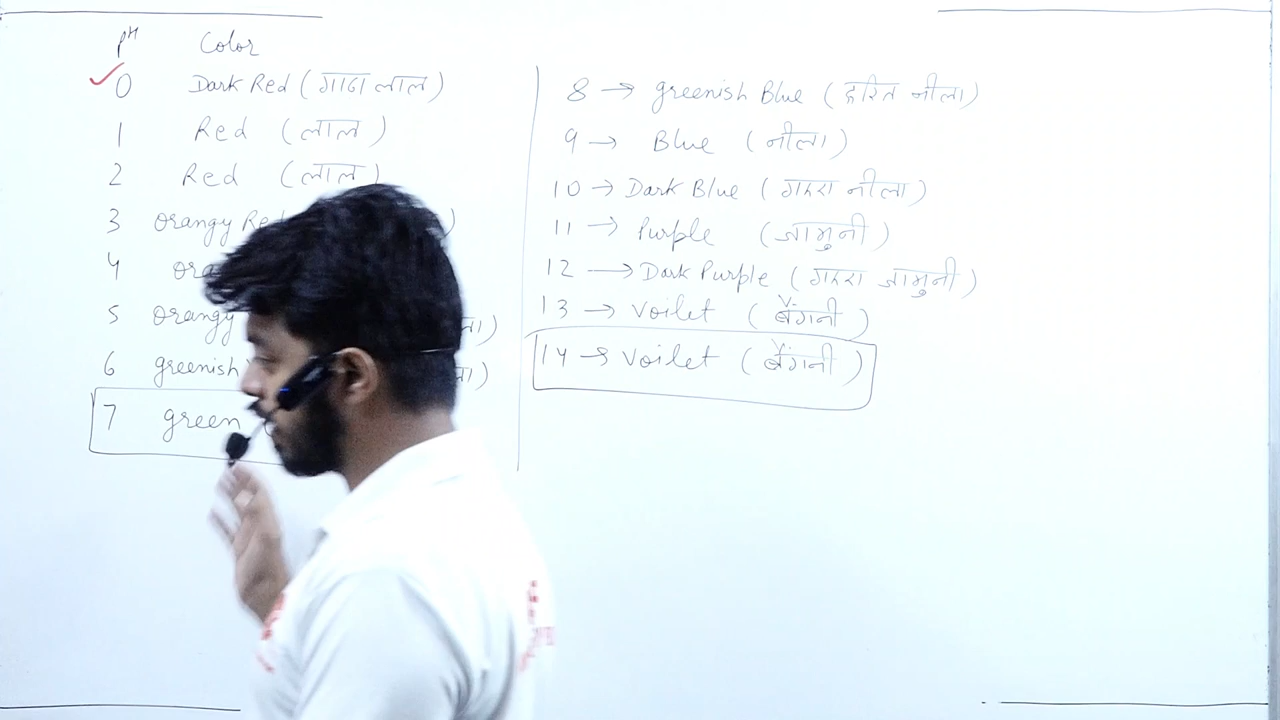 pH Color
0 Dark Red (गाढा लाल)
1 Red (लाल)
2 Red (लाल)
3 orangy Red
4
5 orangy
6 greenish
7 green
8 → greenish Blue (हरित नीला)
9 → Blue (नीला)
10 → Dark Blue (गहरा नीला)
11 → Purple (जामुनी)
12 → Dark Purple (गहरा जामुनी)
13 → Voilet (बैंगनी)
14 → Voilet (बैंगनी)